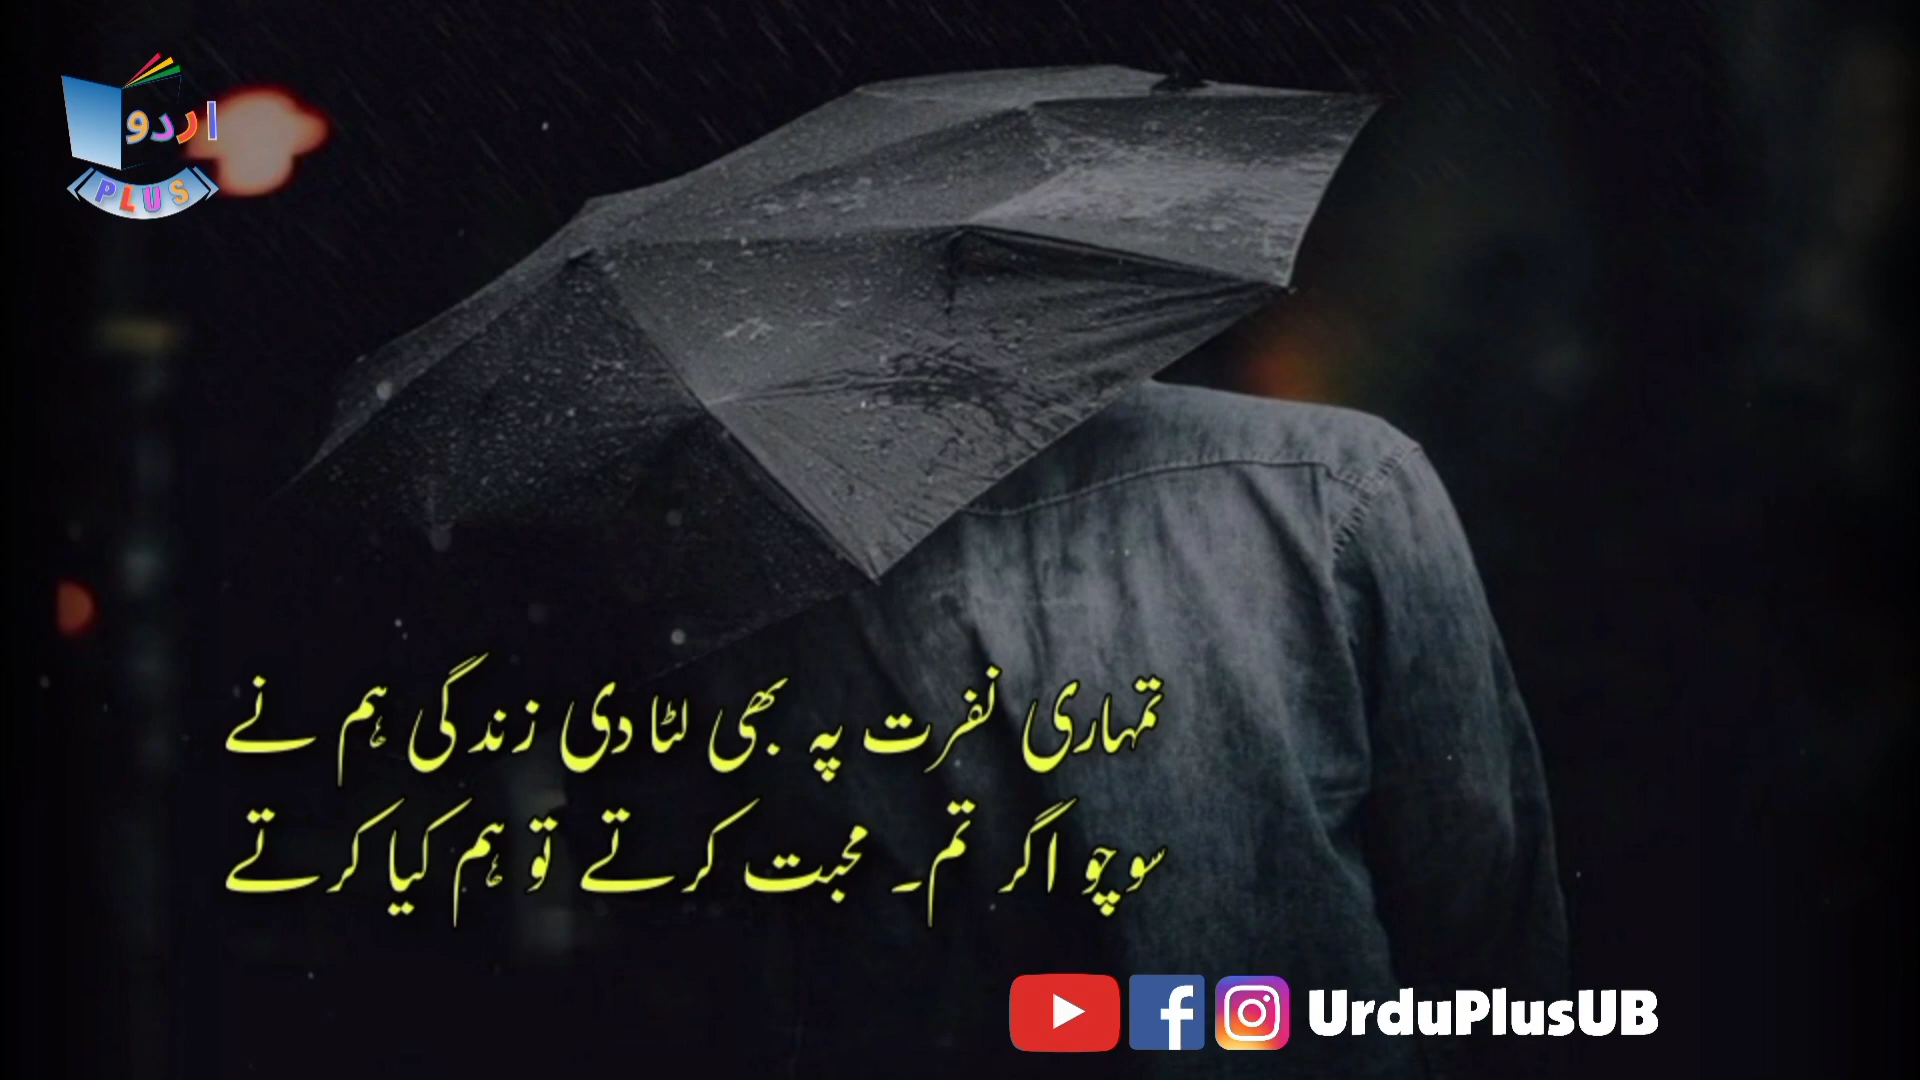 اردو
PLUS
تمہاری نفرت پہ بھی لٹا دی زندگی ہم نے
سوچو اگر تم۔ محبت کرتے تو ہم کیا کرتے
UrduPlusUB